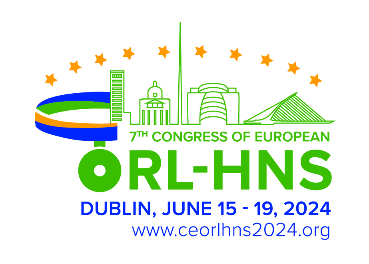 7TH CONGRESS OF EUROPEAN
ORL-HNS
DUBLIN, JUNE 15 - 19, 2024
www.ceorlhns2024.org